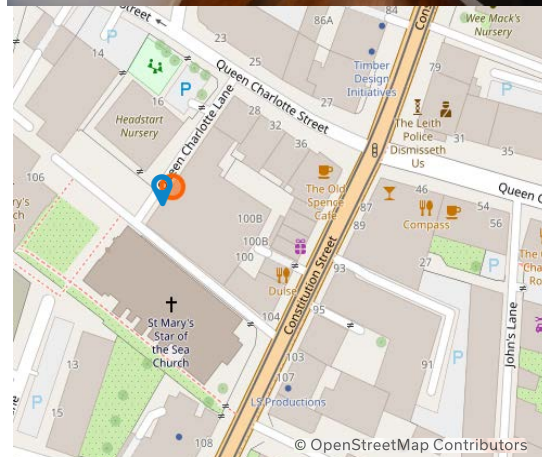 Street ←
86A
Cons
Wee Mack's
Nursery
P
14
23
Timber
Design
Initiatives
79
P
25
Queen Charlotte Street
P
16
Headstart
Nursery
Queen Charlotte Lane
28
27
32
36
The Leith
Police
Dismisseth
Us
31
35
106
The Old
Spence
Cafe
46
54
Queen C
87
89
Compass
56
100B
100B
100
27
P
93
Dulse
Constitution Street
St Mary's
Star of
the Sea
Church
104
95
John's Lane
13
P
15
103
107
LS Productions
91
P
108
© OpenStreetMap Contributors